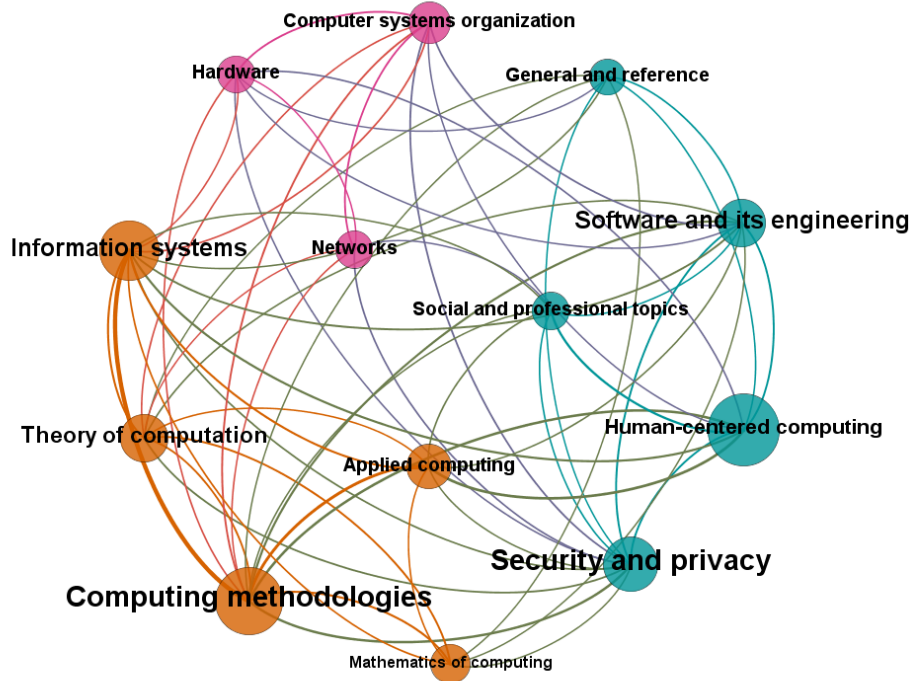 Computer systems organization
Hardware
General and reference
Software and its engineering
Information systems
Networks
Social and professional topics
Human-centered computing
Theory of computation
Applied computing
Security and privacy
Computing methodologies
Mathematics of computing